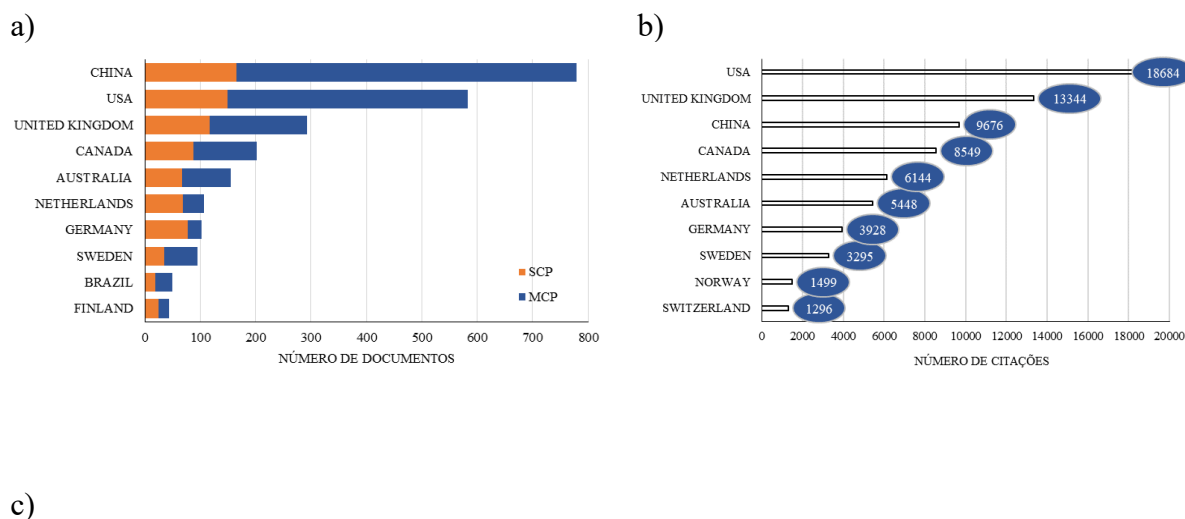 a)
CHINA
USA
UNITED KINGDOM
CANADA
AUSTRALIA
NETHERLANDS
GERMANY
SWEDEN
BRAZIL
FINLAND
SCP
MCP
0 100 200 300 400 500 600 700 800
NÚMERO DE DOCUMENTOS
b)
USA 18684
UNITED KINGDOM 13344
CHINA 9676
CANADA 8549
NETHERLANDS 6144
AUSTRALIA 5448
GERMANY 3928
SWEDEN 3295
NORWAY 1499
SWITZERLAND 1296
0 2000 4000 6000 8000 10000 12000 14000 16000 18000 20000
NÚMERO DE CITAÇÕES
c)